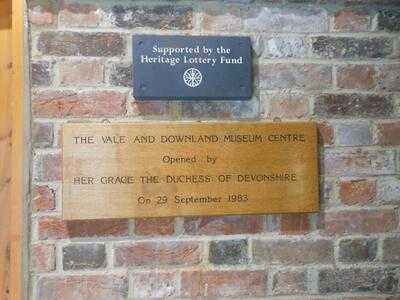 Supported by the
Heritage Lottery Fund
THE VALE AND DOWNLAND MUSEUM CENTRE
Opened by
HER GRACE THE DUCHESS OF DEVONSHIRE
On 29 September 1983